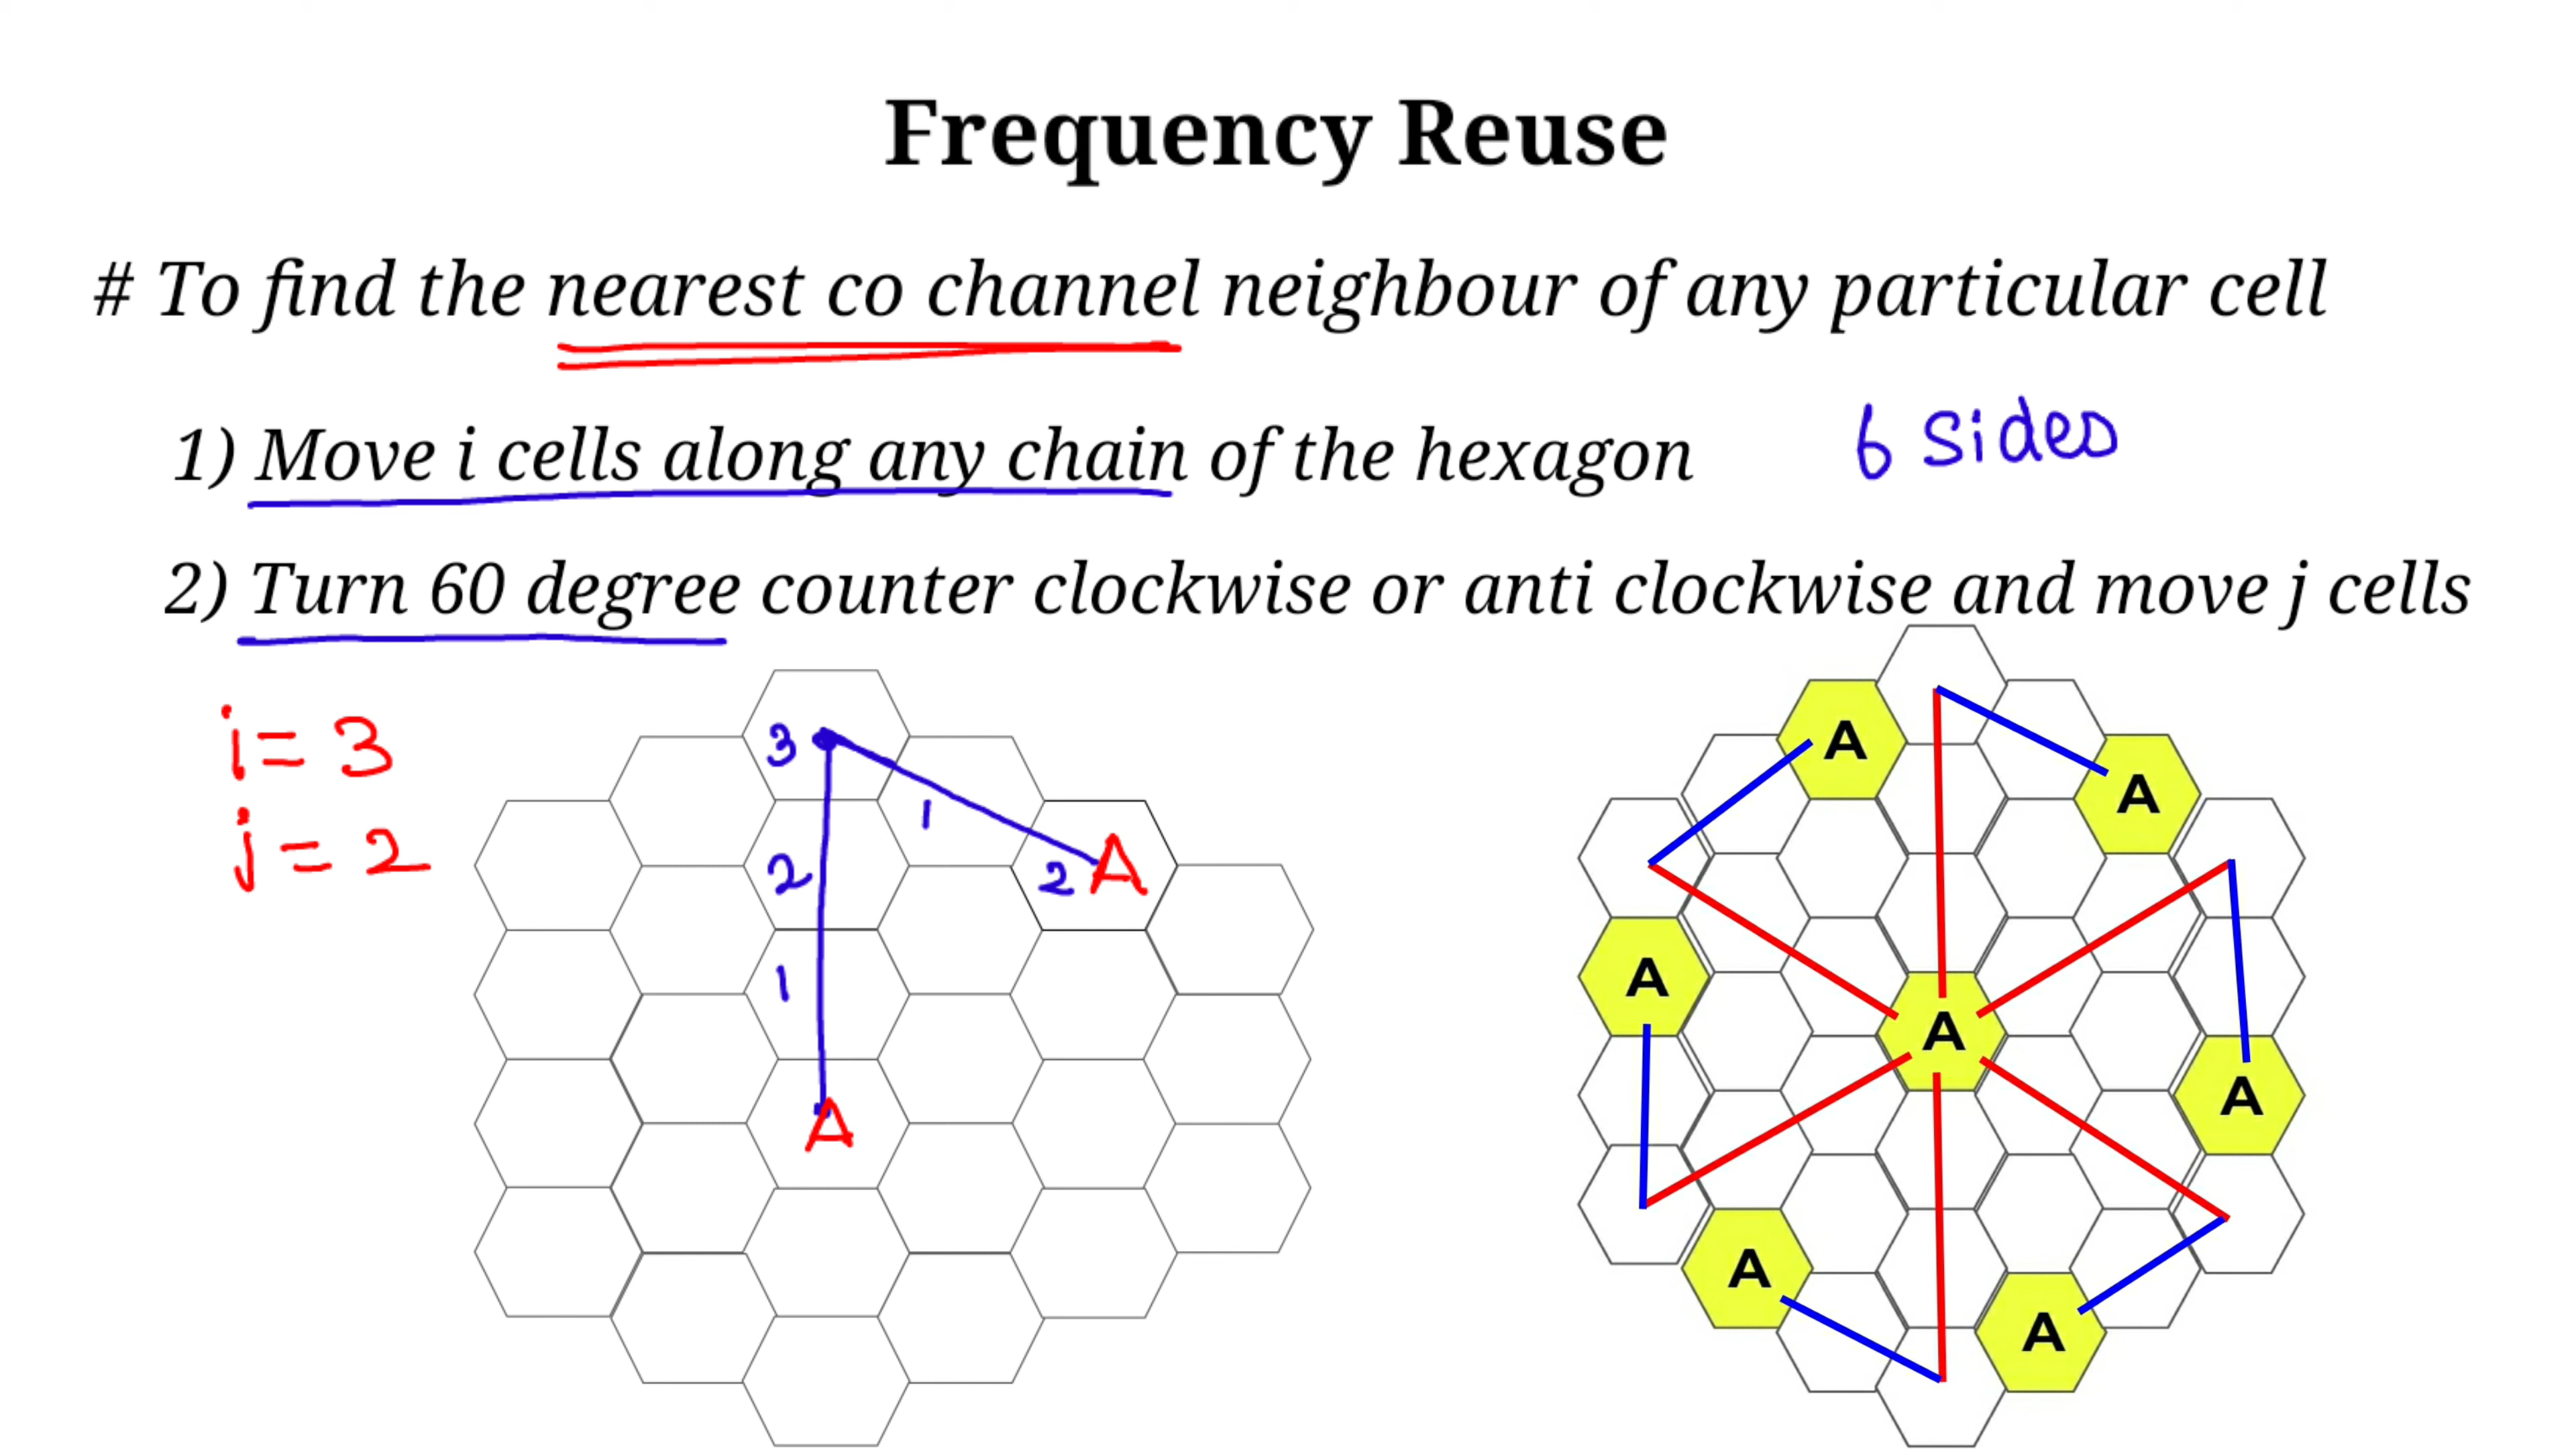 Frequency Reuse
# To find the nearest co channel neighbour of any particular cell
1) Move i cells along any chain of the hexagon
6 sides
2) Turn 60 degree counter clockwise or anti clockwise and move j cells
i = 3
j = 2
3
1
2
2 A
1
A
A
A
A
A
A
A
A